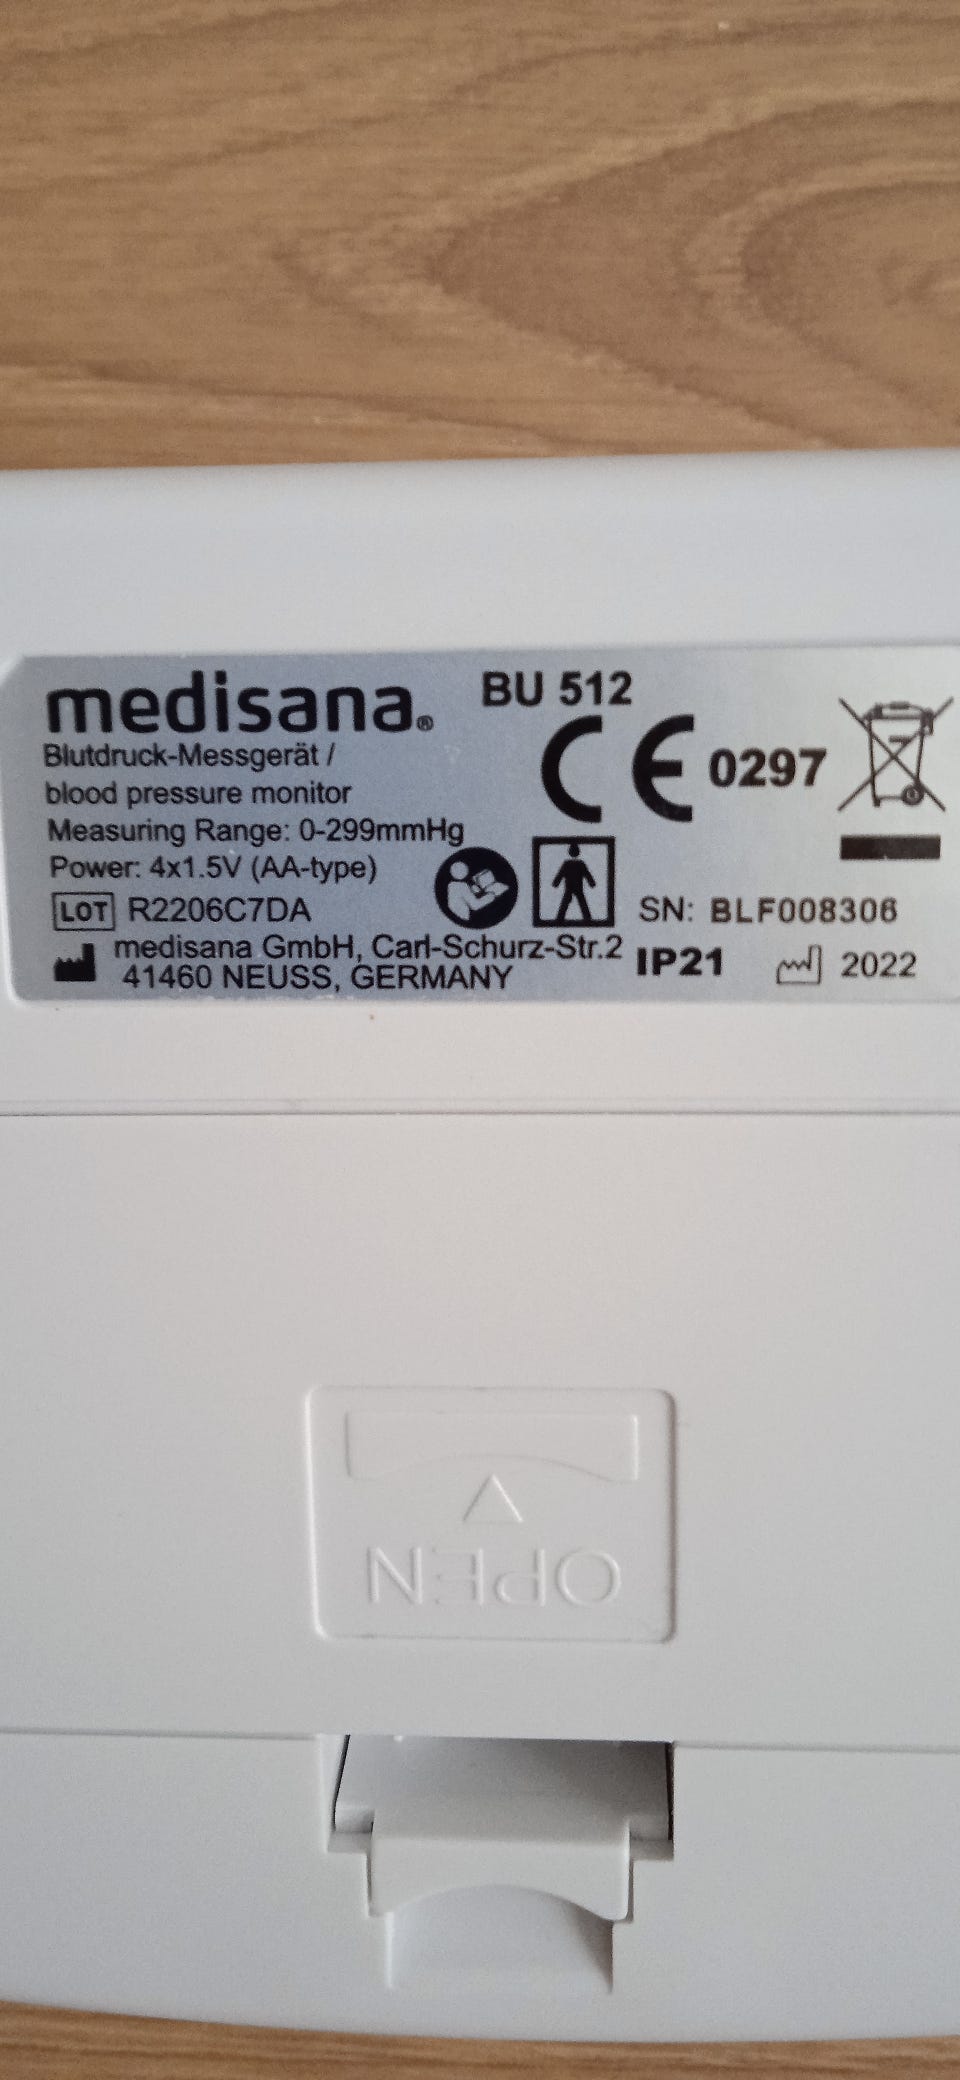 medisana®
BU 512
CE 0297
Blutdruck-Messgerät /
blood pressure monitor
Measuring Range: 0-299mmHg
Power: 4x1.5V (AA-type)
LOT R2206C7DA
SN: BLF008306
medisana GmbH, Carl-Schurz-Str.2
41460 NEUSS, GERMANY
IP21
2022
OPEN